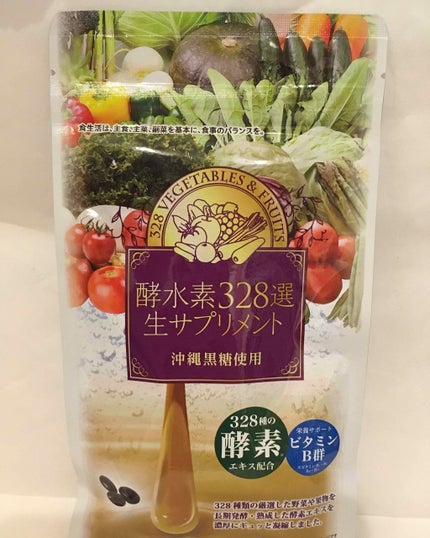 食生活は、主食、主菜、副菜を基本に、食事のバランスを。
328 VEGETABLES & FRUITS
酵水素328選
生サプリメント
沖縄黒糖使用
328種の
酵素
エキス配合
栄養サポート
ビタミン
B群
328種類の厳選した野菜や果物を
長期発酵・熟成した酵素エキスを
濃厚にギュッと凝縮しました。